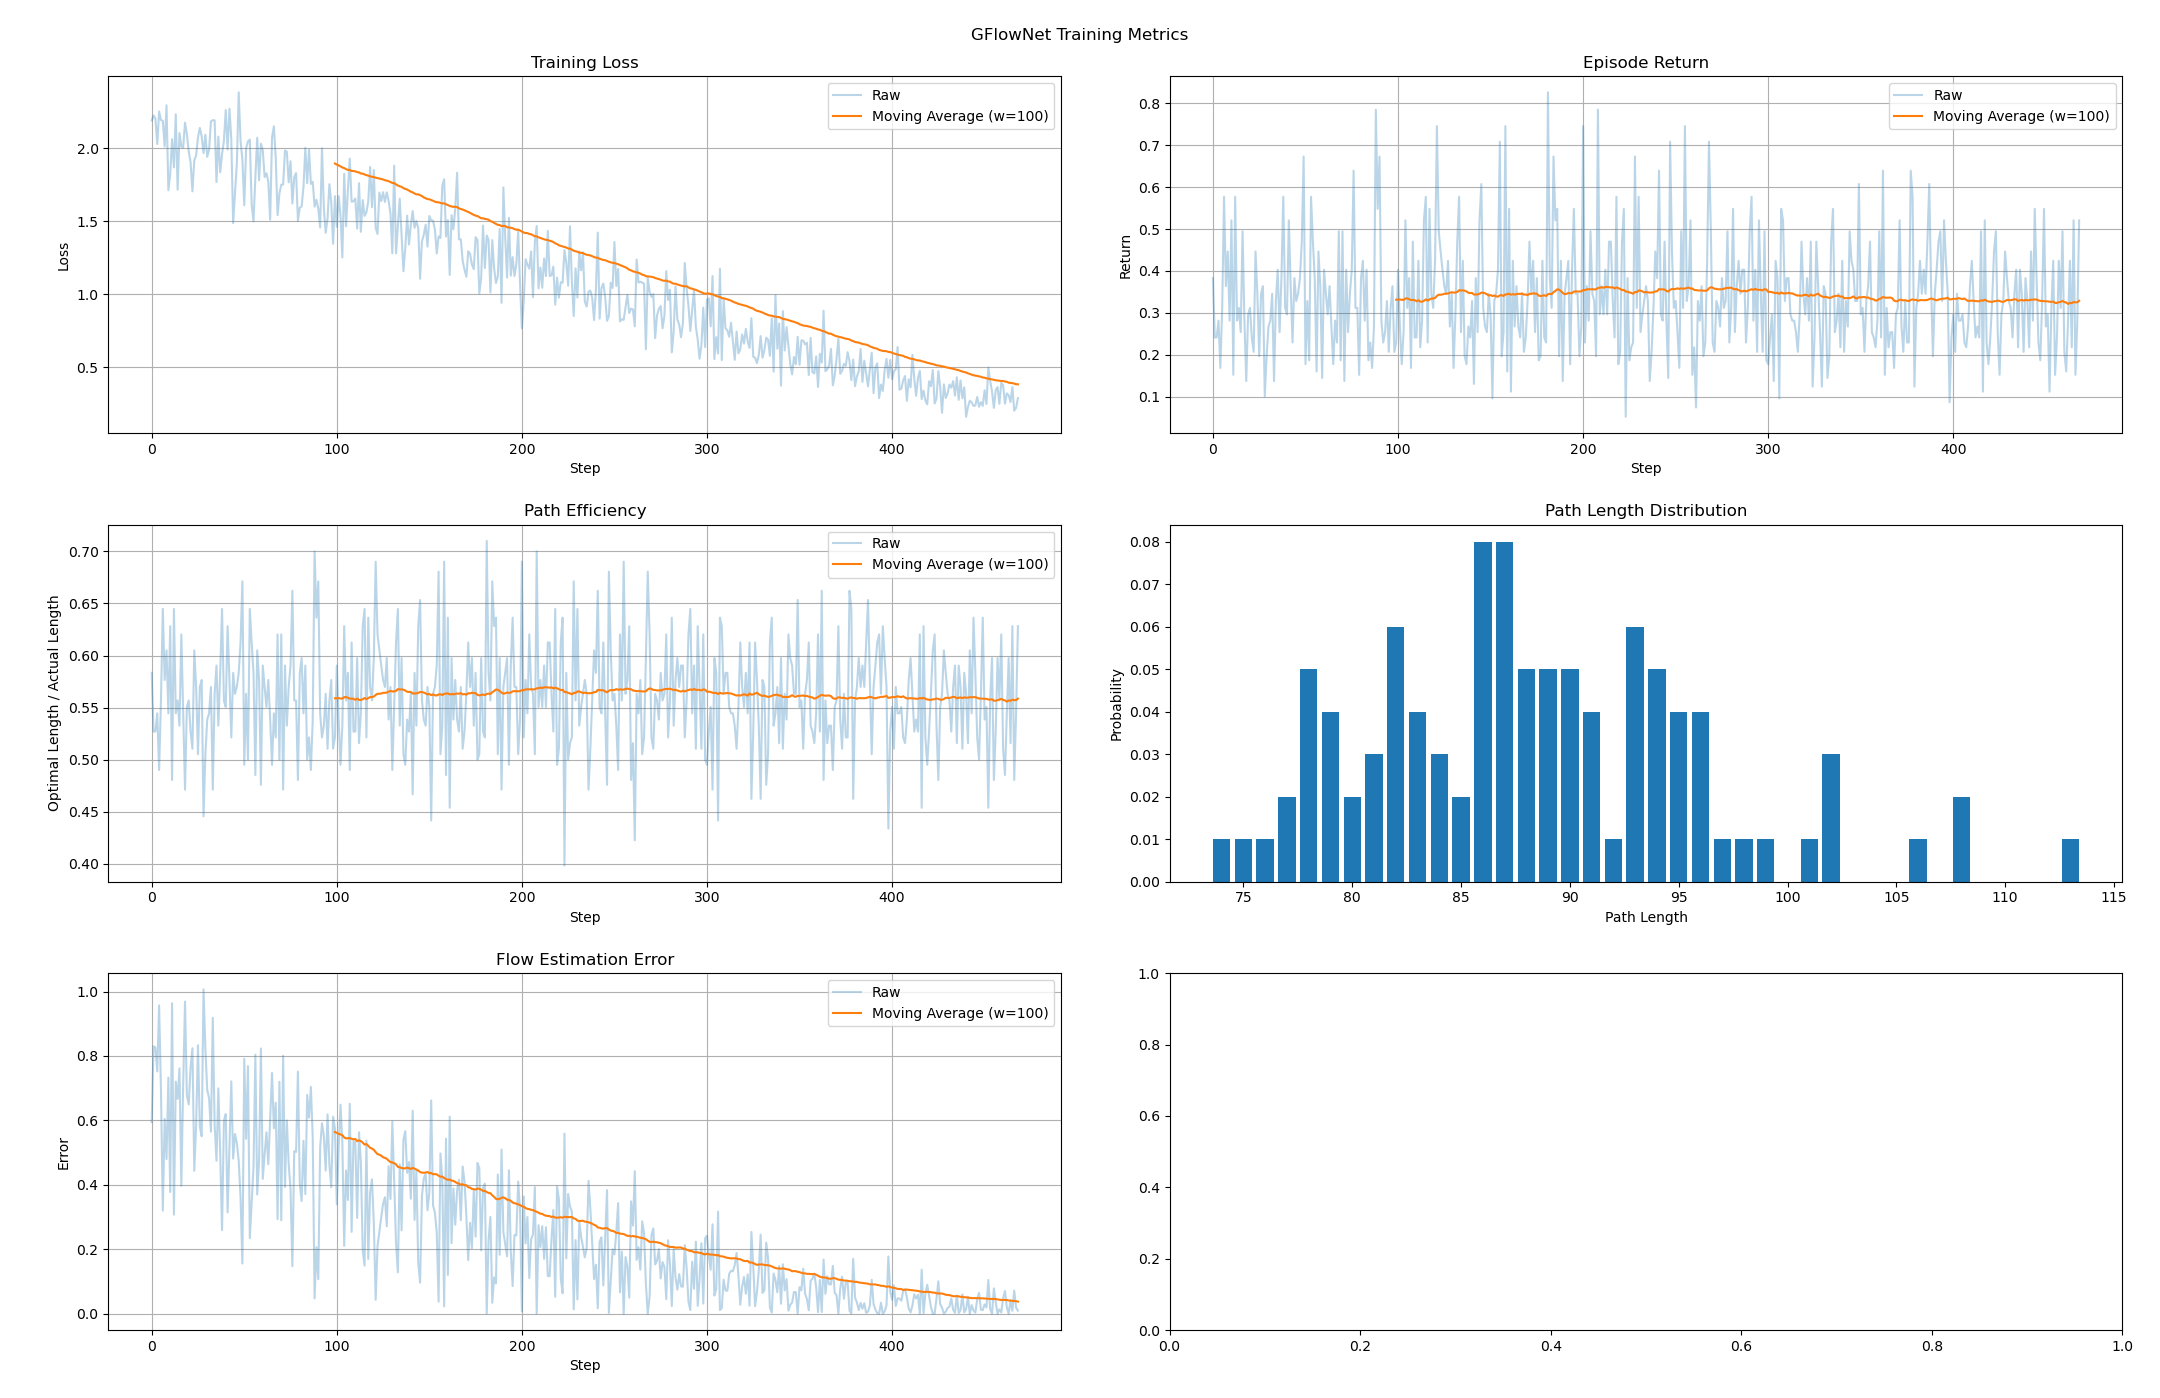 GFlowNet Training Metrics
Training Loss
Loss
2.0
1.5
1.0
0.5
Raw
Moving Average (w=100)
0 100 200 300 400
Step
Episode Return
Return
0.8
0.7
0.6
0.5
0.4
0.3
0.2
0.1
Raw
Moving Average (w=100)
0 100 200 300 400
Step
Path Efficiency
Optimal Length / Actual Length
0.70
0.65
0.60
0.55
0.50
0.45
0.40
Raw
Moving Average (w=100)
0 100 200 300 400
Step
Path Length Distribution
Probability
0.08
0.07
0.06
0.05
0.04
0.03
0.02
0.01
0.00
75 80 85 90 95 100 105 110 115
Path Length
Flow Estimation Error
Error
1.0
0.8
0.6
0.4
0.2
0.0
Raw
Moving Average (w=100)
0 100 200 300 400
Step
1.0
0.8
0.6
0.4
0.2
0.0
0.0 0.2 0.4 0.6 0.8 1.0